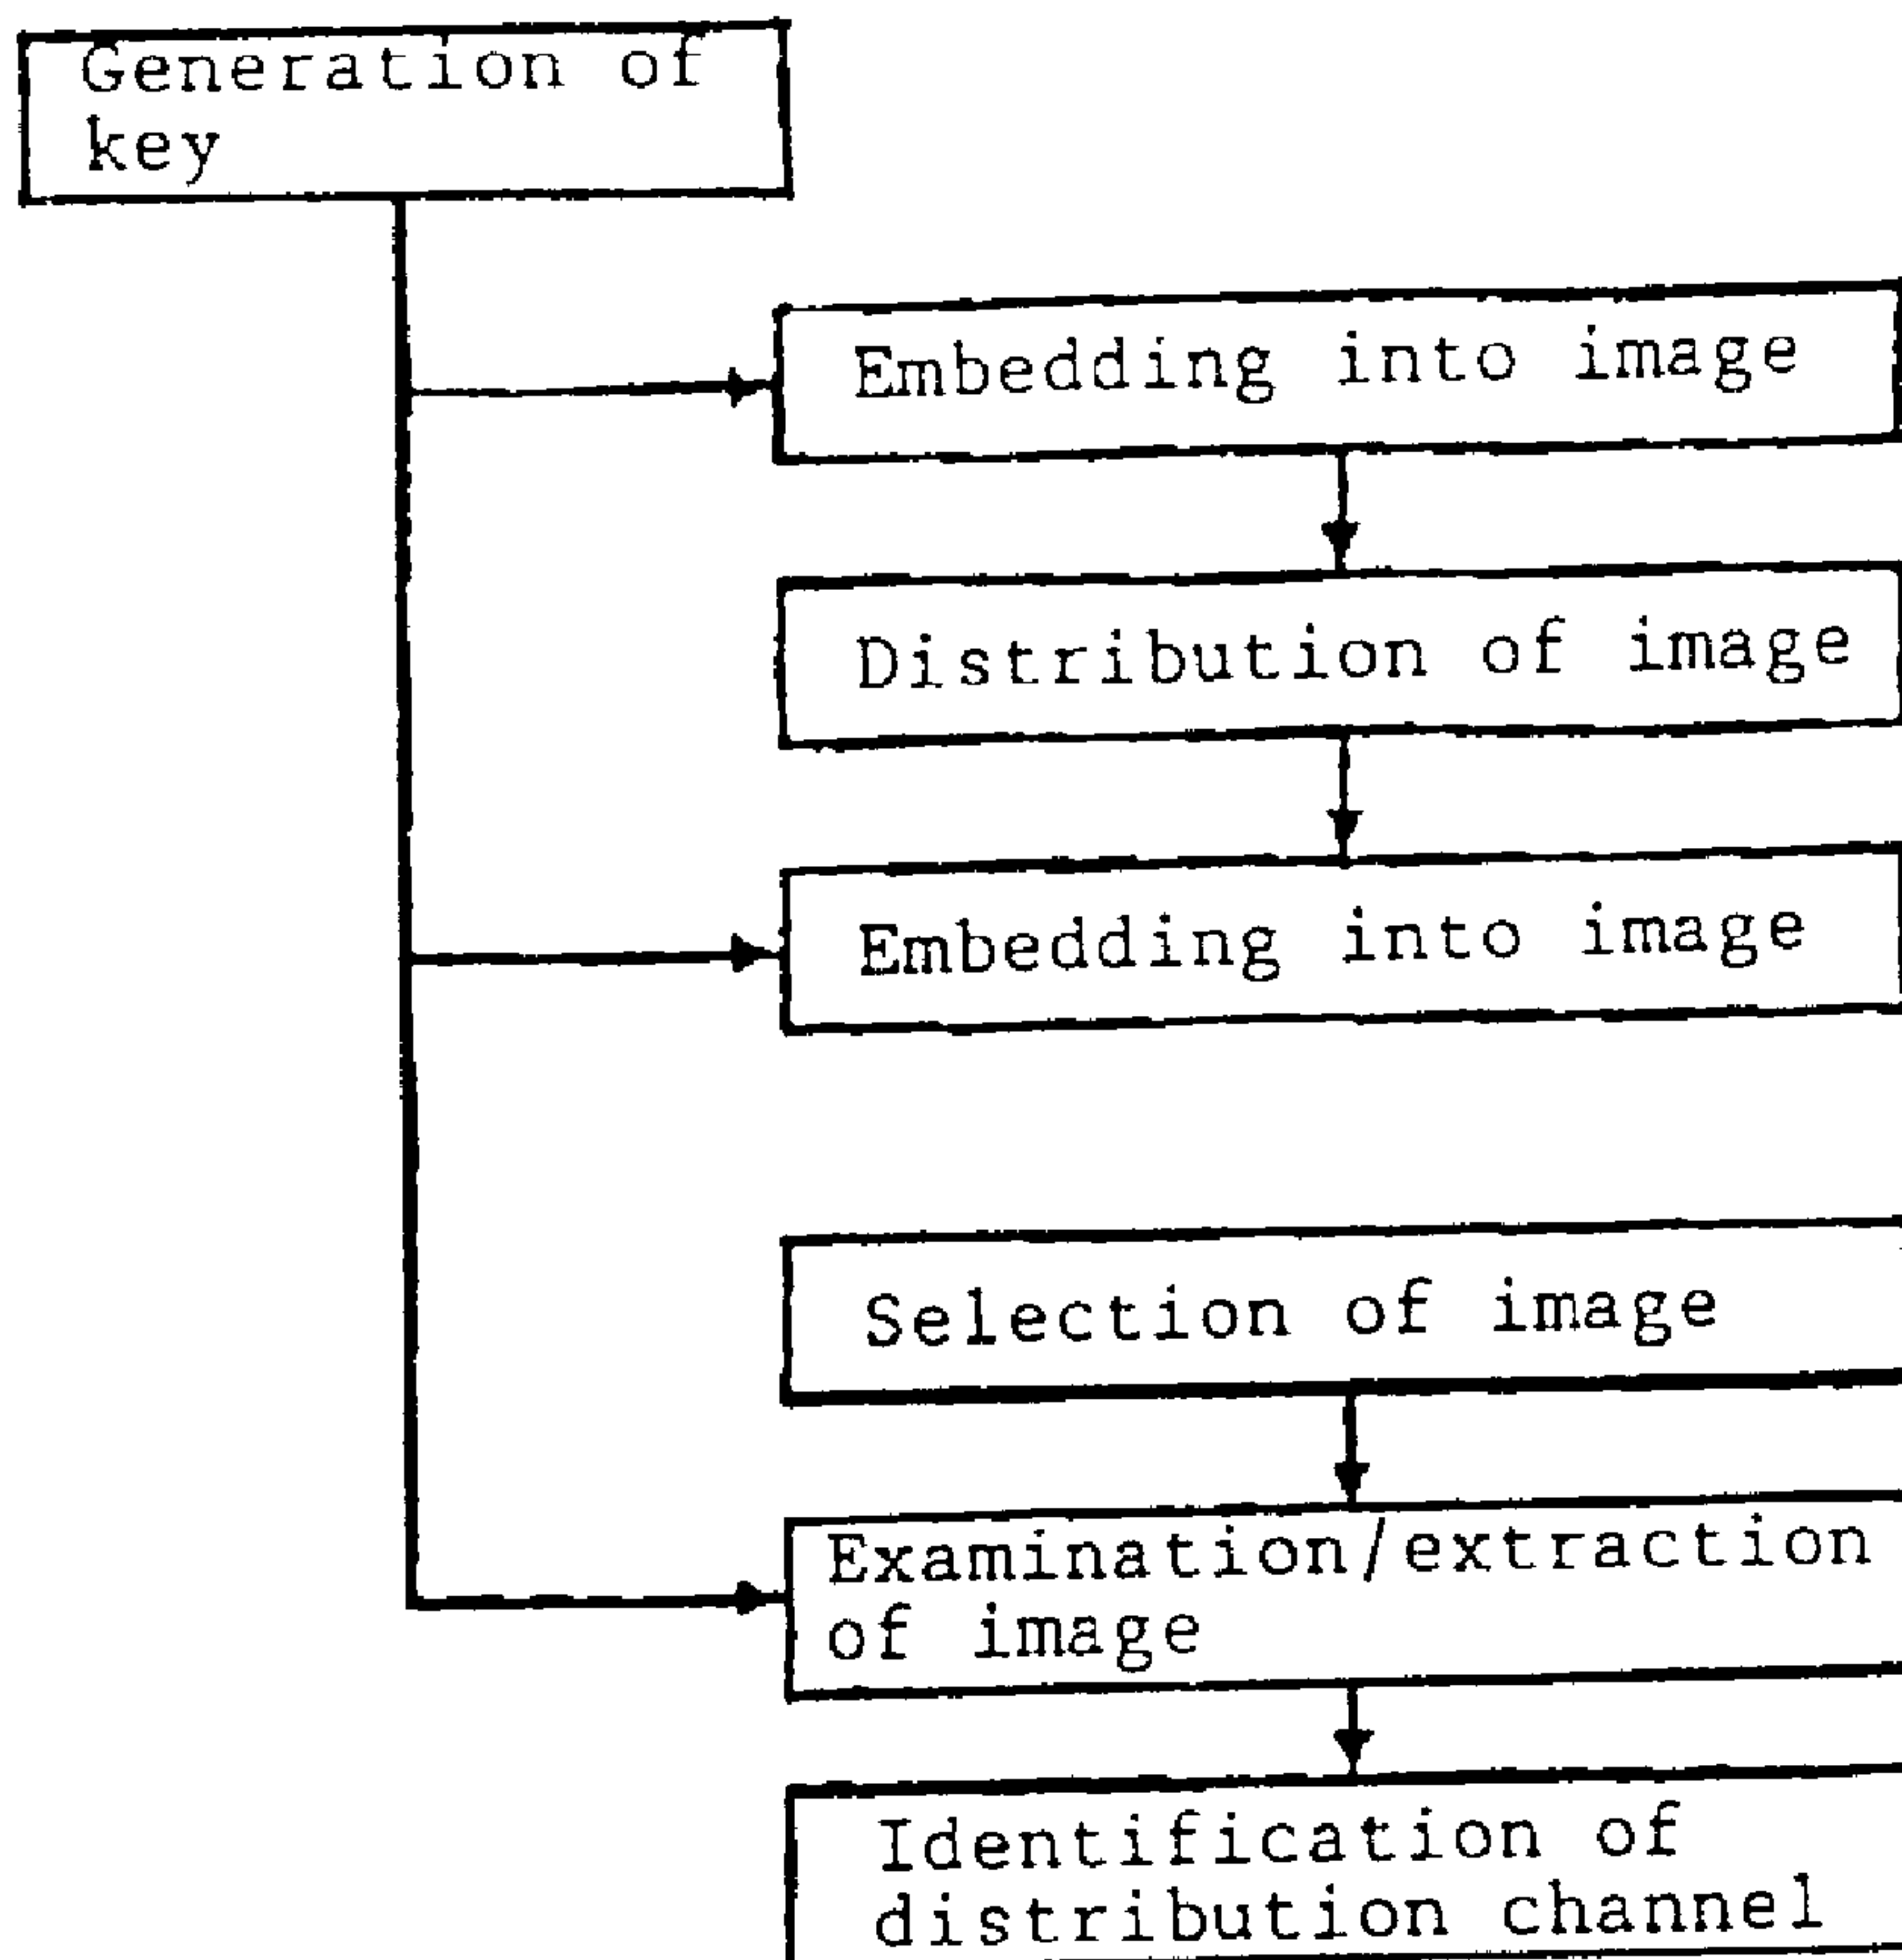 Generation of
key
Embedding into image
Distribution of image
Embedding into image
Selection of image
Examination/extraction
of image
Identification of
distribution channel